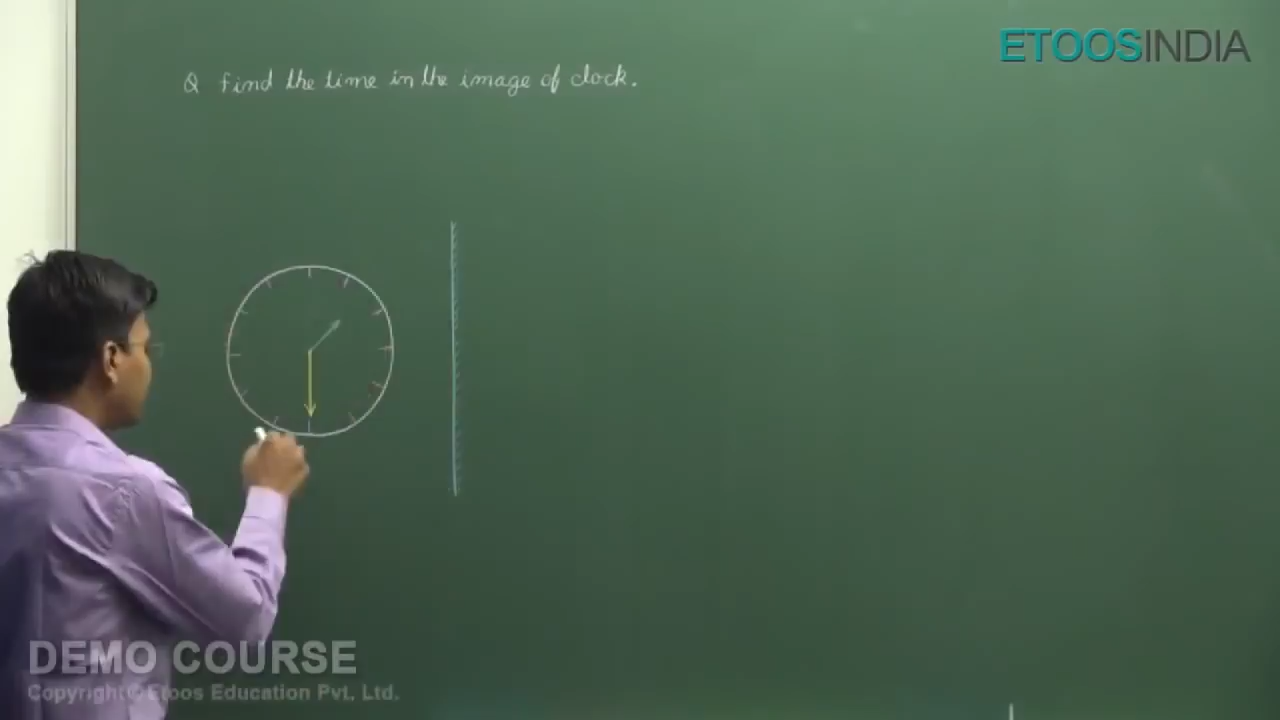 ETOOSINDIA
Q Find the time in the image of clock.
DEMO COURSE
Copyright© Etoos Education Pvt. Ltd.